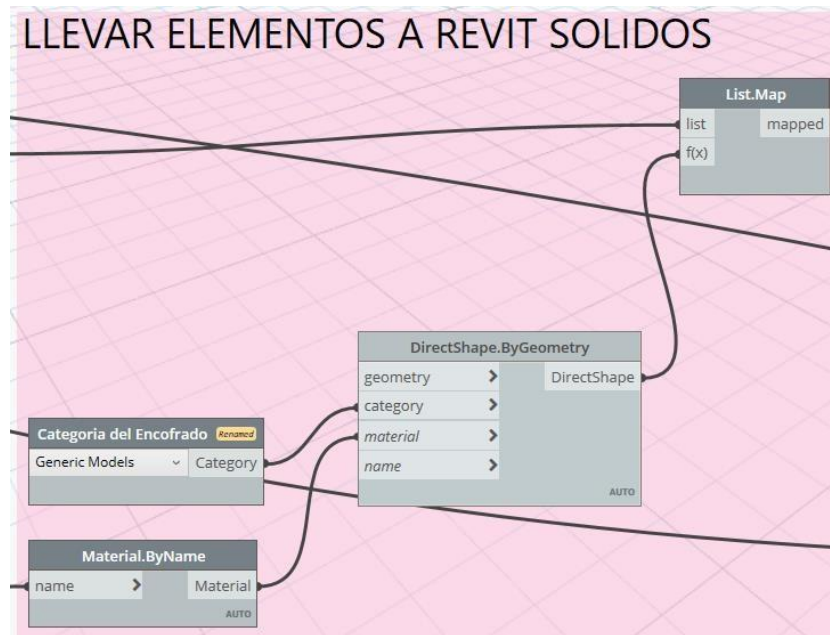 LLEVAR ELEMENTOS A REVIT SOLIDOS
List.Map
list mapped
f(x)
DirectShape.ByGeometry
geometry > DirectShape
category >
material >
name >
AUTO
Categoria del Encofrado Renamed
Generic Models Category
Material.ByName
name > Material
AUTO